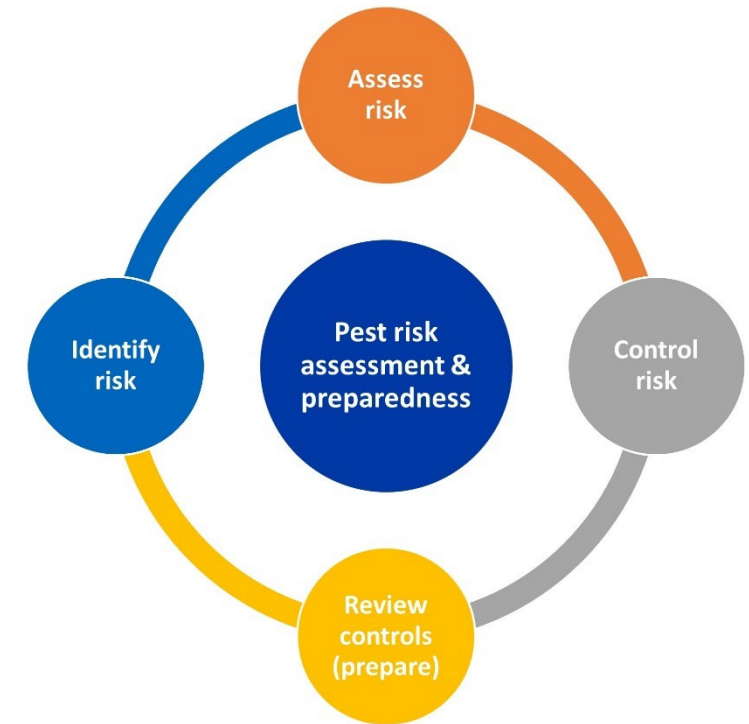 Assess
risk
Identify
risk
Pest risk
assessment &
preparedness
Control
risk
Review
controls
(prepare)